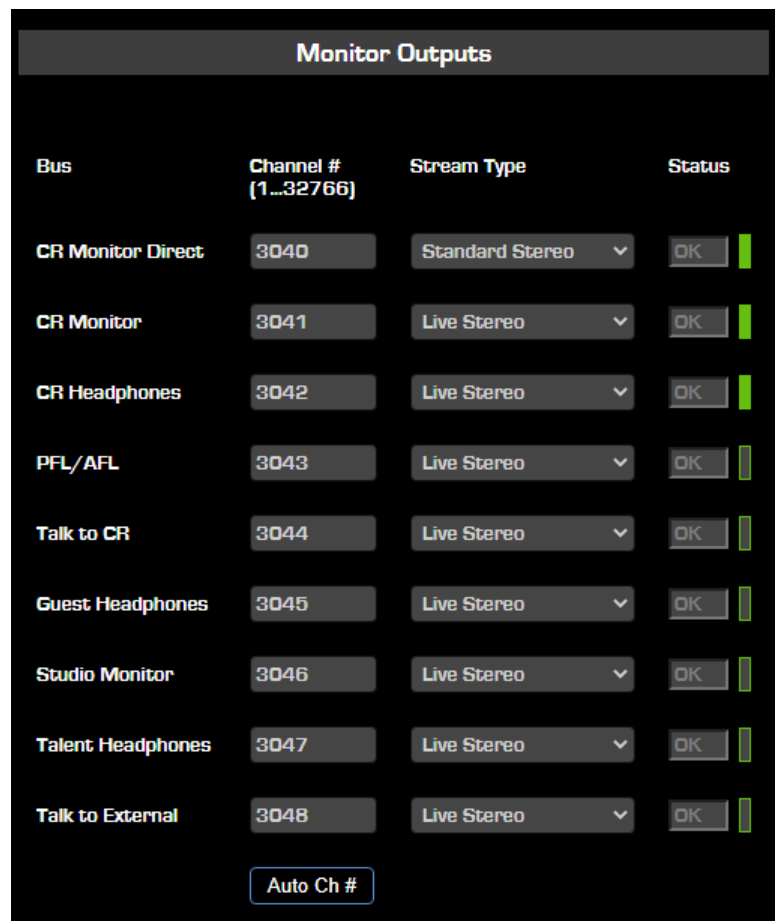 Monitor Outputs
Bus Channel # Stream Type Status
(1...32766)
CR Monitor Direct 3040 Standard Stereo OK
CR Monitor 3041 Live Stereo OK
CR Headphones 3042 Live Stereo OK
PFL/AFL 3043 Live Stereo OK
Talk to CR 3044 Live Stereo OK
Guest Headphones 3045 Live Stereo OK
Studio Monitor 3046 Live Stereo OK
Talent Headphones 3047 Live Stereo OK
Talk to External 3048 Live Stereo OK
Auto Ch #